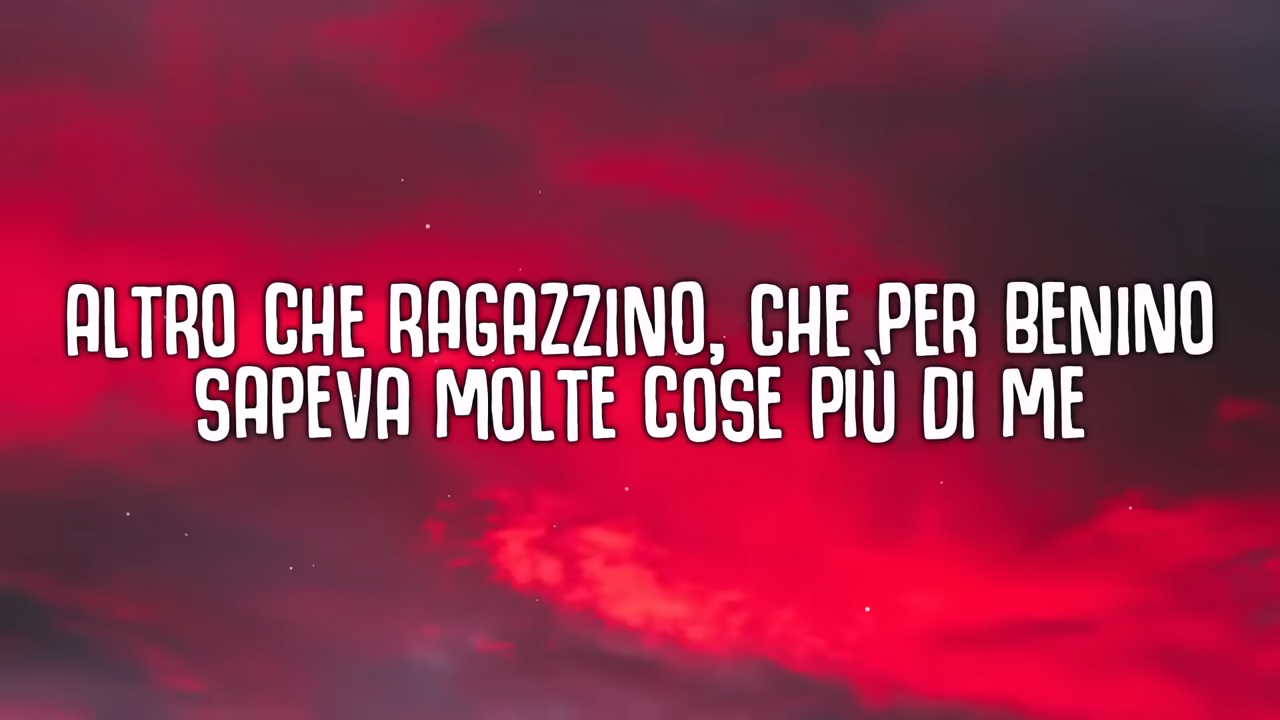 ALTRO CHE RAGAZZINO, CHE PER BENINO
SAPEVA MOLTE COSE PIÙ DI ME